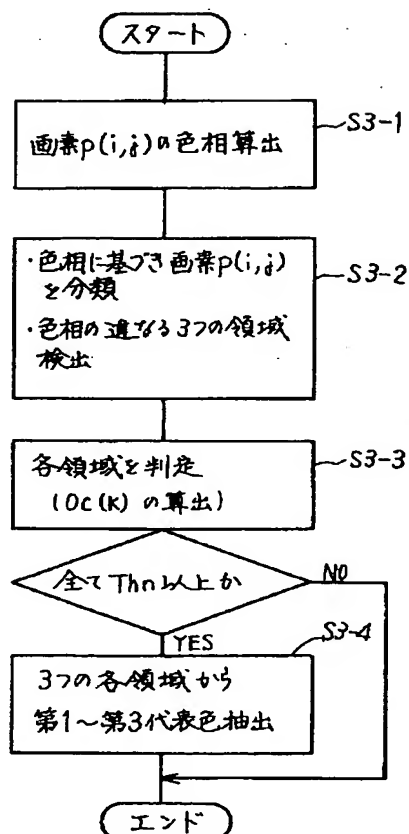 スタート
画素p(i,j)の色相算出
S3-1
・色相に基づき画素p(i,j)
を分類
・色相の連なる3つの領域
検出
S3-2
各領域を判定
(OC(K)の算出)
S3-3
全てThn以上か
NO
YES
S3-4
3つの各領域から
第1〜第3代表色抽出
エンド